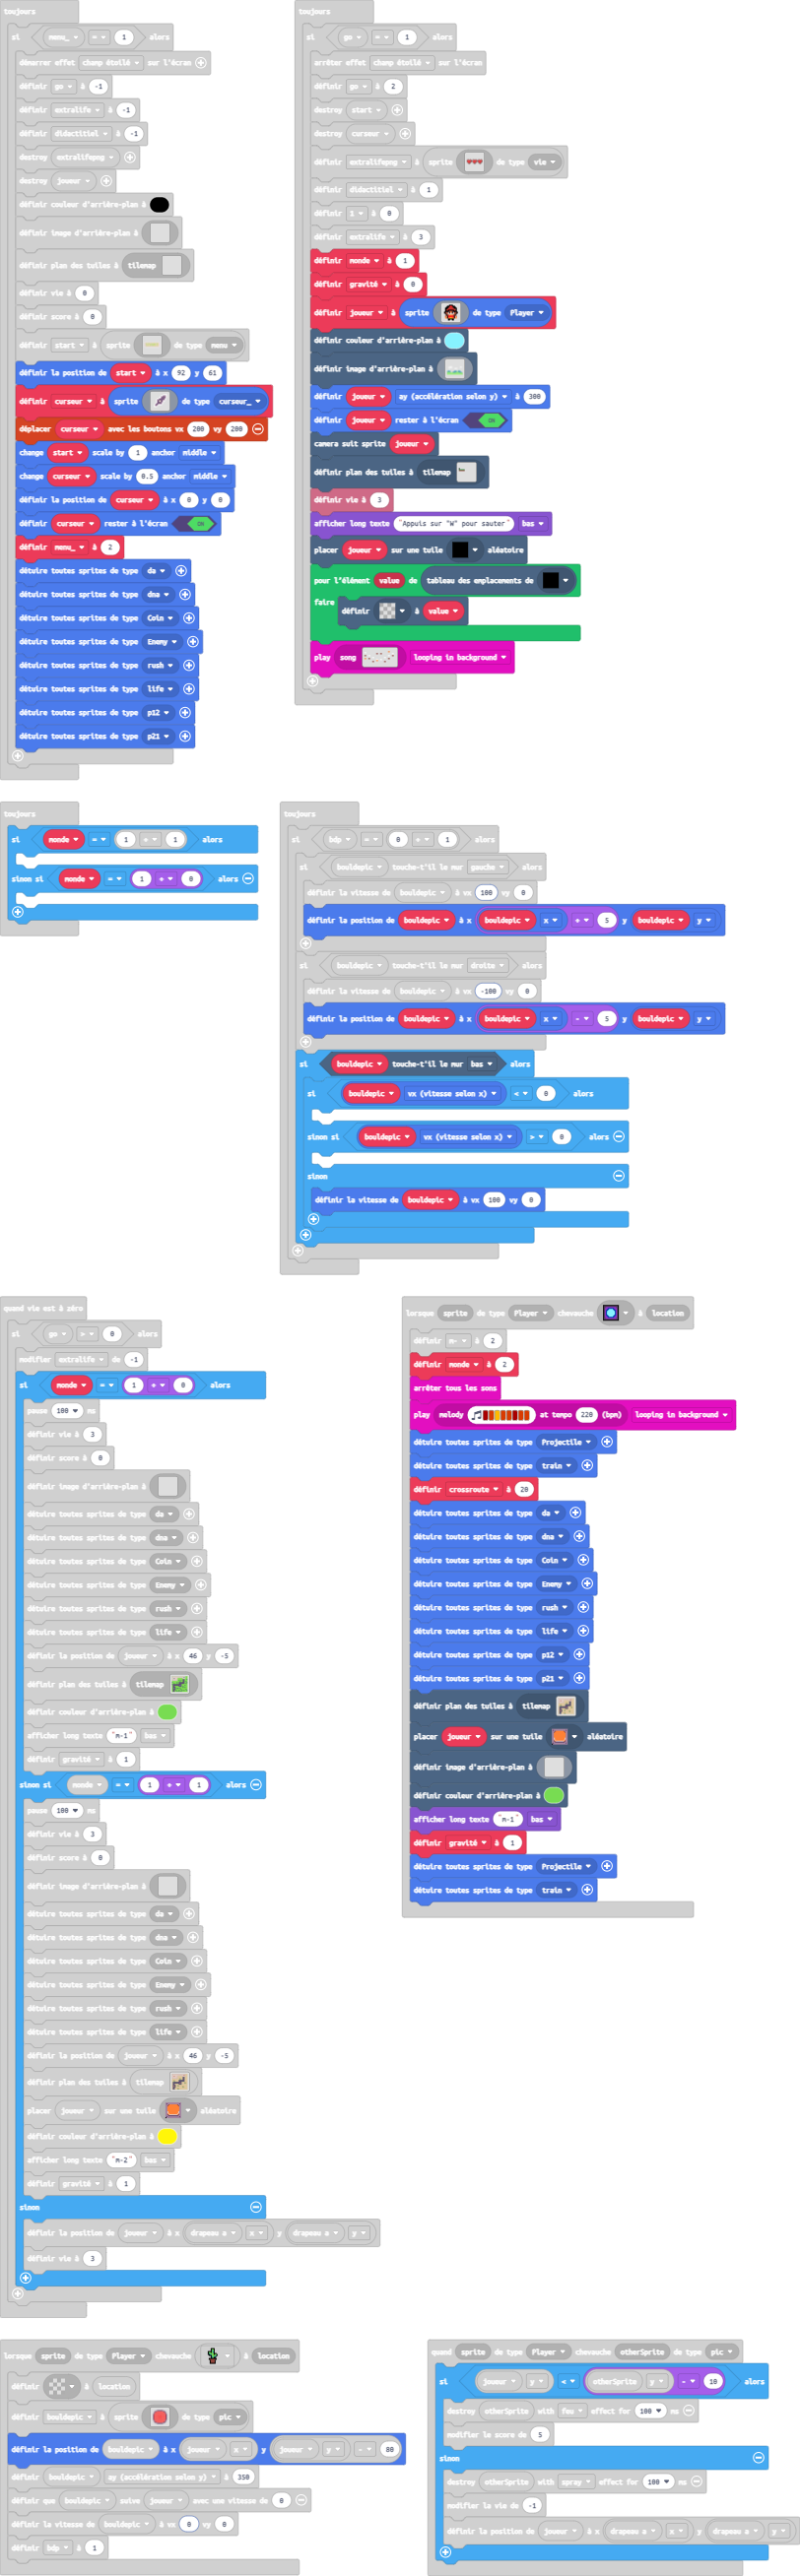 toujours
si menu_ = 1 alors
démarrer effet champ étoilé sur l'écran
définir go à -1
définir extralife à -1
définir didactitiel à -1
destroy extralifepng
destroy joueur
définir couleur d'arrière-plan à
définir image d'arrière-plan à
définir plan des tuiles à tilemap
définir vie à 0
définir score à 0
définir start à sprite de type menu
définir la position de start à x 92 y 61
définir curseur à sprite de type curseur_
déplacer curseur avec les boutons vx 200 vy 200
change start scale by 1 anchor middle
change curseur scale by 0.5 anchor middle
définir la position de curseur à x 0 y 0
définir curseur rester à l'écran ON
définir menu_ à 2
détuire toutes sprites de type da
détuire toutes sprites de type dna
détuire toutes sprites de type Coin
détuire toutes sprites de type Enemy
détuire toutes sprites de type rush
détuire toutes sprites de type life
détuire toutes sprites de type p12
détuire toutes sprites de type p21
toujours
si go = 1 alors
arrêter effet champ étoilé sur l'écran
définir go à 2
destroy start
destroy curseur
définir extralifepng à sprite de type vie
définir didactitiel à 1
définir 1 à 0
définir extralife à 3
définir monde à 1
définir gravité à 0
définir joueur à sprite de type Player
définir couleur d'arrière-plan à
définir image d'arrière-plan à
définir joueur ay (accélération selon y) à 300
définir joueur rester à l'écran ON
camera suit sprite joueur
définir plan des tuiles à tilemap
définir vie à 3
afficher long texte "Appuis sur "W" pour sauter" bas
placer joueur sur une tuile aléatoire
pour l'élément value de tableau des emplacements de
faire définir à value
play song looping in background
toujours
si monde = 1 + 1 alors
sinon si monde = 1 + 0 alors
toujours
si bdp = 0 + 1 alors
si bouldepic touche-t'il le mur gauche alors
définir la vitesse de bouldepic à vx 100 vy 0
définir la position de bouldepic à x bouldepic x + 5 y bouldepic y
si bouldepic touche-t'il le mur droite alors
définir la vitesse de bouldepic à vx -100 vy 0
définir la position de bouldepic à x bouldepic x - 5 y bouldepic y
si bouldepic touche-t'il le mur bas alors
si bouldepic vx (vitesse selon x) < 0 alors
sinon si bouldepic vx (vitesse selon x) > 0 alors
sinon
définir la vitesse de bouldepic à vx 100 vy 0
quand vie est à zéro
si go > 0 alors
modifier extralife de -1
si monde = 1 + 0 alors
pause 100 ms
définir vie à 3
définir score à 0
définir image d'arrière-plan à
détuire toutes sprites de type da
détuire toutes sprites de type dna
détuire toutes sprites de type Coin
détuire toutes sprites de type Enemy
détuire toutes sprites de type rush
détuire toutes sprites de type life
définir la position de joueur à x 46 y -5
définir plan des tuiles à tilemap
définir couleur d'arrière-plan à
afficher long texte "m-1" bas
définir gravité à 1
sinon si monde = 1 + 1 alors
pause 100 ms
définir vie à 3
définir score à 0
définir image d'arrière-plan à
détuire toutes sprites de type da
détuire toutes sprites de type dna
détuire toutes sprites de type Coin
détuire toutes sprites de type Enemy
détuire toutes sprites de type rush
détuire toutes sprites de type life
définir la position de joueur à x 46 y -5
définir plan des tuiles à tilemap
placer joueur sur une tuile aléatoire
définir couleur d'arrière-plan à
afficher long texte "m-2" bas
définir gravité à 1
sinon
définir la position de joueur à x drapeau a x y drapeau a y
définir vie à 3
lorsque sprite de type Player chevauche à location
définir m- à 2
définir monde à 2
arrêter tous les sons
play melody at tempo 220 (bpm) looping in background
détuire toutes sprites de type Projectile
détuire toutes sprites de type train
définir crossroute à 20
détuire toutes sprites de type da
détuire toutes sprites de type dna
détuire toutes sprites de type Coin
détuire toutes sprites de type Enemy
détuire toutes sprites de type rush
détuire toutes sprites de type life
détuire toutes sprites de type p12
détuire toutes sprites de type p21
définir plan des tuiles à tilemap
placer joueur sur une tuile aléatoire
définir image d'arrière-plan à
définir couleur d'arrière-plan à
afficher long texte "m-1" bas
définir gravité à 1
détuire toutes sprites de type Projectile
détuire toutes sprites de type train
lorsque sprite de type Player chevauche à location
définir à location
définir bouldepic à sprite de type pic
définir la position de bouldepic à x joueur x y joueur y - 80
définir bouldepic ay (accélération selon y) à 350
définir que bouldepic suive joueur avec une vitesse de 0
définir la vitesse de bouldepic à vx 0 vy 0
définir bdp à 1
quand sprite de type Player chevauche otherSprite de type pic
si joueur y < otherSprite y - 10 alors
destroy otherSprite with feu effect for 100 ms
modifier le score de 5
sinon
destroy otherSprite with spray effect for 100 ms
modifier la vie de -1
définir la position de joueur à x drapeau a x y drapeau a y